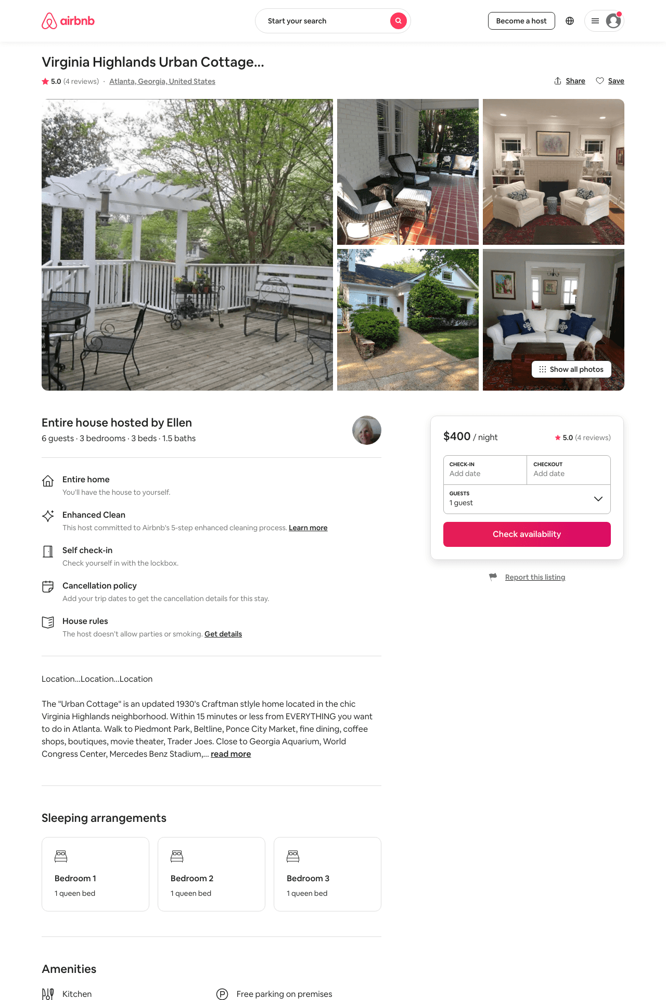 airbnb
Start your search
Become a host
Virginia Highlands Urban Cottage...
5.0 (4 reviews) · Atlanta, Georgia, United States
Share
Save
Show all photos
Entire house hosted by Ellen
6 guests · 3 bedrooms · 3 beds · 1.5 baths
Entire home
You’ll have the house to yourself.
Enhanced Clean
This host committed to Airbnb's 5-step enhanced cleaning process. Learn more
Self check-in
Check yourself in with the lockbox.
Cancellation policy
Add your trip dates to get the cancellation details for this stay.
House rules
The host doesn’t allow parties or smoking. Get details
$400 / night
5.0 (4 reviews)
CHECK-IN
Add date
CHECKOUT
Add date
GUESTS
1 guest
Check availability
Report this listing
Location...Location...Location
The "Urban Cottage" is an updated 1930's Craftman stlyle home located in the chic
Virginia Highlands neighborhood. Within 15 minutes or less from EVERYTHING you want
to do in Atlanta. Walk to Piedmont Park, Beltline, Ponce City Market, fine dining, coffee
shops, boutiques, movie theater, Trader Joes. Close to Georgia Aquarium, World
Congress Center, Mercedes Benz Stadium,... read more
Sleeping arrangements
Bedroom 1
1 queen bed
Bedroom 2
1 queen bed
Bedroom 3
1 queen bed
Amenities
Kitchen
Free parking on premises